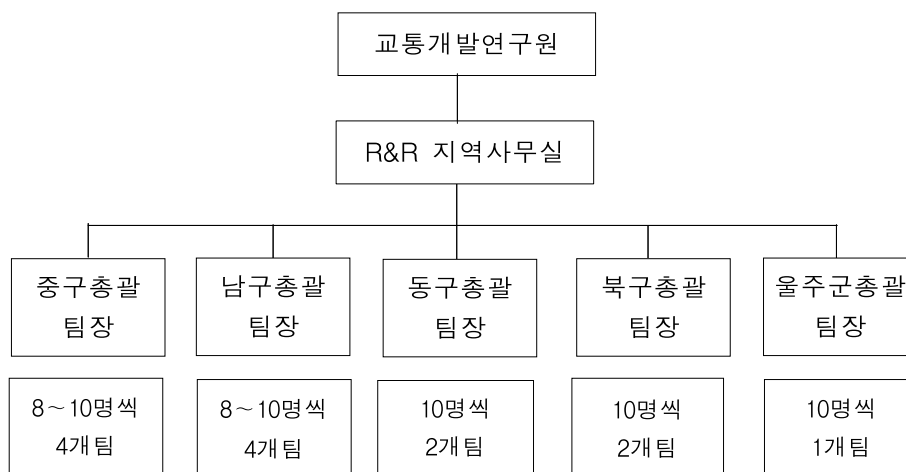 교통개발연구원
R&R 지역사무실
중구총괄
팀장
남구총괄
팀장
동구총괄
팀장
북구총괄
팀장
울주군총괄
팀장
8~10명씩
4개팀
8~10명씩
4개팀
10명씩
2개팀
10명씩
2개팀
10명씩
1개팀